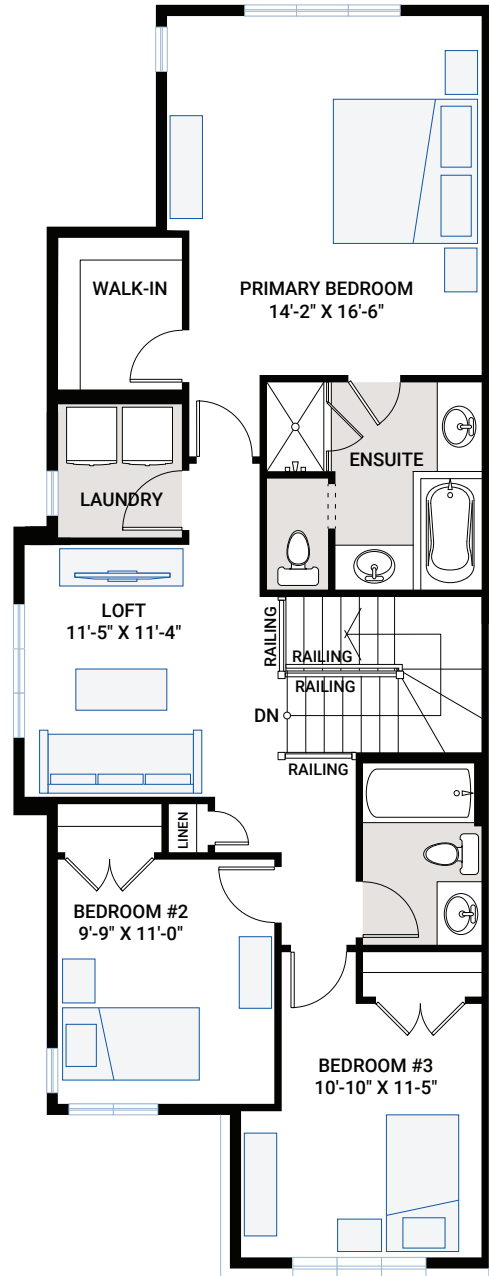 WALK-IN
PRIMARY BEDROOM
14'-2" X 16'-6"
ENSUITE
LAUNDRY
LOFT
11'-5" X 11'-4"
RAILING
RAILING
RAILING
DN
RAILING
LINEN
BEDROOM #2
9'-9" X 11'-0"
BEDROOM #3
10'-10" X 11-5"